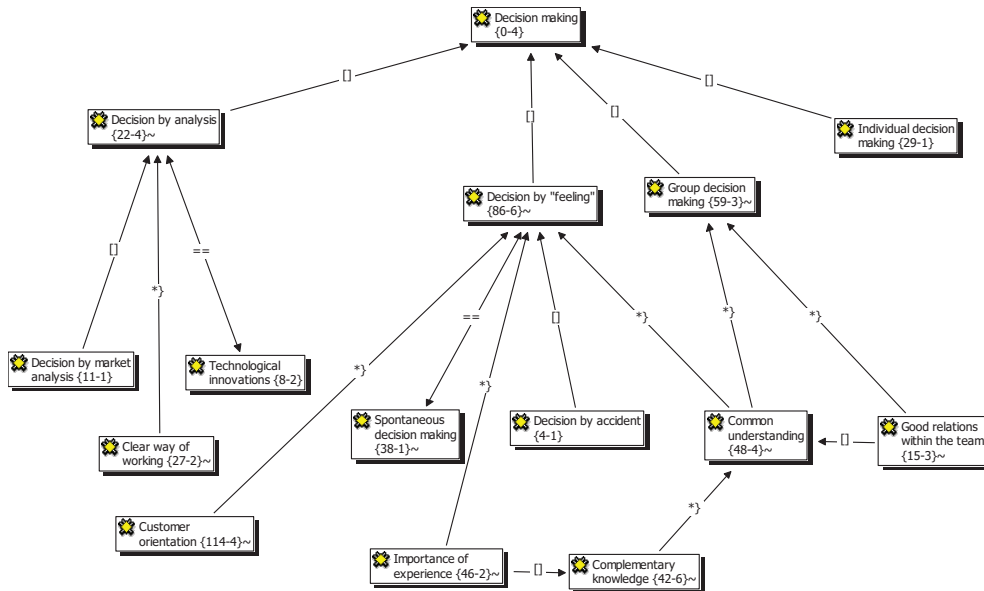 Decision making
{0-4}
[]
[]
[]
[]
Decision by analysis
{22-4}~
Individual decision
making {29-1}
Decision by "feeling"
{86-6}~
Group decision
making {59-3}~
[]
*}
==
==
[]
*}
*}
*}
*}
*}
Decision by market
analysis {11-1}
Technological
innovations {8-2}
Clear way of
working {27-2}~
Spontaneous
decision making
{38-1}~
Decision by accident
{4-1}
Common
understanding
{48-4}~
[]
Good relations
within the team
{15-3}~
*}
Customer
orientation {114-4}~
Importance of
experience {46-2}~
[]
Complementary
knowledge {42-6}~